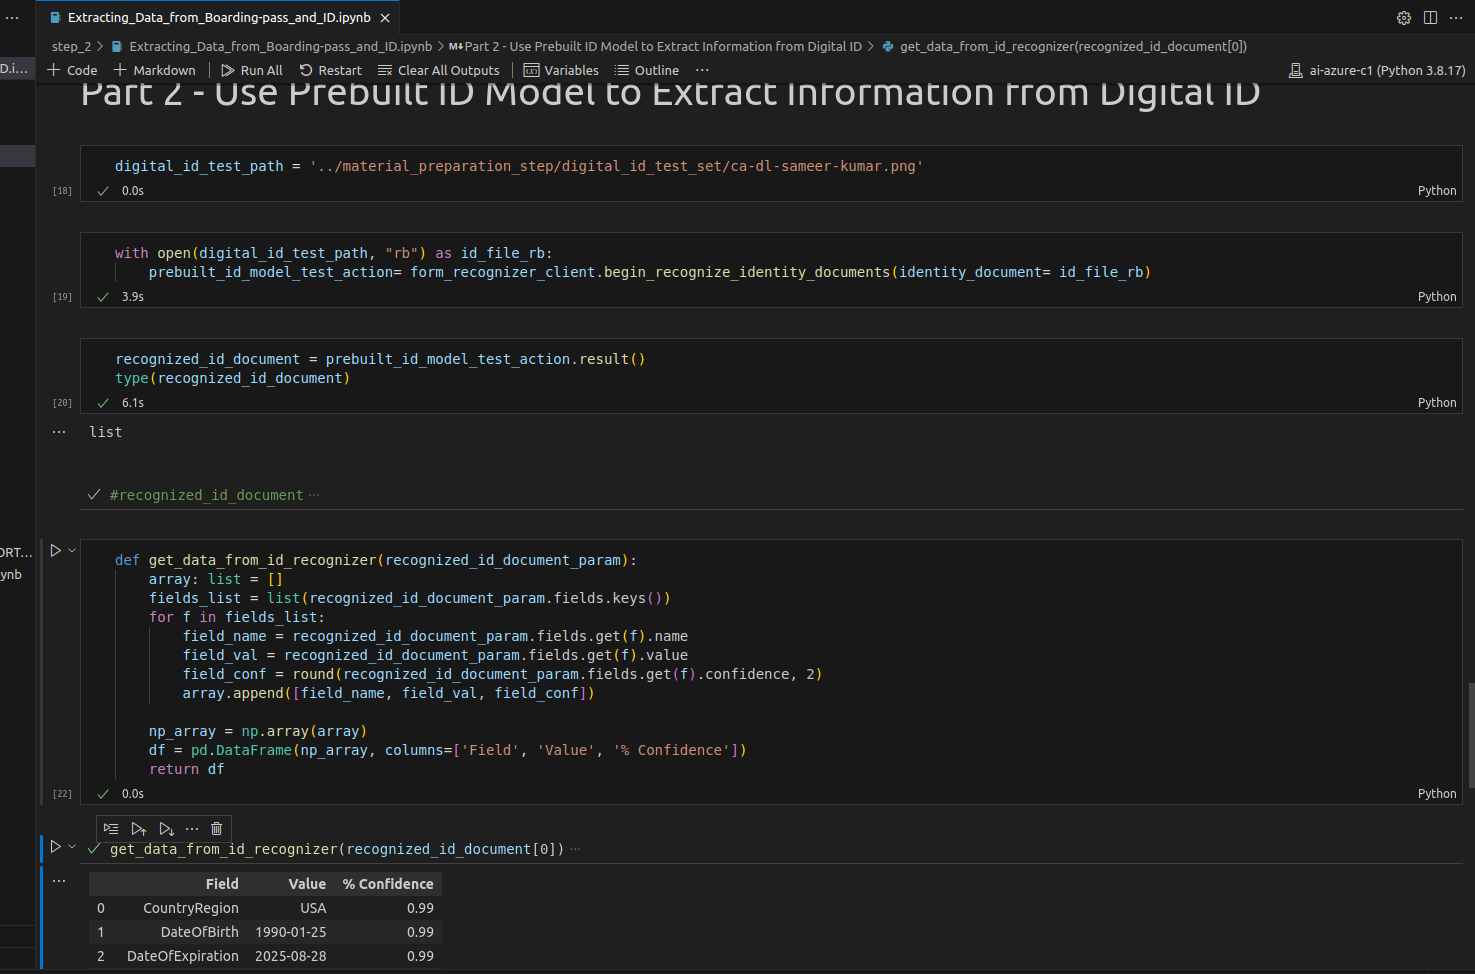 Extracting_Data_from_Boarding-pass_and_ID.ipynb
step_2 > Extracting_Data_from_Boarding-pass_and_ID.ipynb > M↓Part 2 - Use Prebuilt ID Model to Extract Information from Digital ID > get_data_from_id_recognizer(recognized_id_document[0])
D.i...
+ Code + Markdown Run All Restart Clear All Outputs Variables Outline ... ai-azure-c1 (Python 3.8.17)
Part 2 - Use Prebuilt ID Model to Extract Information from Digital ID
digital_id_test_path = '../material_preparation_step/digital_id_test_set/ca-dl-sameer-kumar.png'
[18] 0.0s Python
with open(digital_id_test_path, "rb") as id_file_rb:
prebuilt_id_model_test_action= form_recognizer_client.begin_recognize_identity_documents(identity_document= id_file_rb)
[19] 3.9s Python
recognized_id_document = prebuilt_id_model_test_action.result()
type(recognized_id_document)
[20] 6.1s Python
list
#recognized_id_document ...
ORT...
ynb
def get_data_from_id_recognizer(recognized_id_document_param):
array: list = []
fields_list = list(recognized_id_document_param.fields.keys())
for f in fields_list:
field_name = recognized_id_document_param.fields.get(f).name
field_val = recognized_id_document_param.fields.get(f).value
field_conf = round(recognized_id_document_param.fields.get(f).confidence, 2)
array.append([field_name, field_val, field_conf])
np_array = np.array(array)
df = pd.DataFrame(np_array, columns=['Field', 'Value', '% Confidence'])
return df
[22] 0.0s Python
get_data_from_id_recognizer(recognized_id_document[0]) ...
Field Value % Confidence
0 CountryRegion USA 0.99
1 DateOfBirth 1990-01-25 0.99
2 DateOfExpiration 2025-08-28 0.99